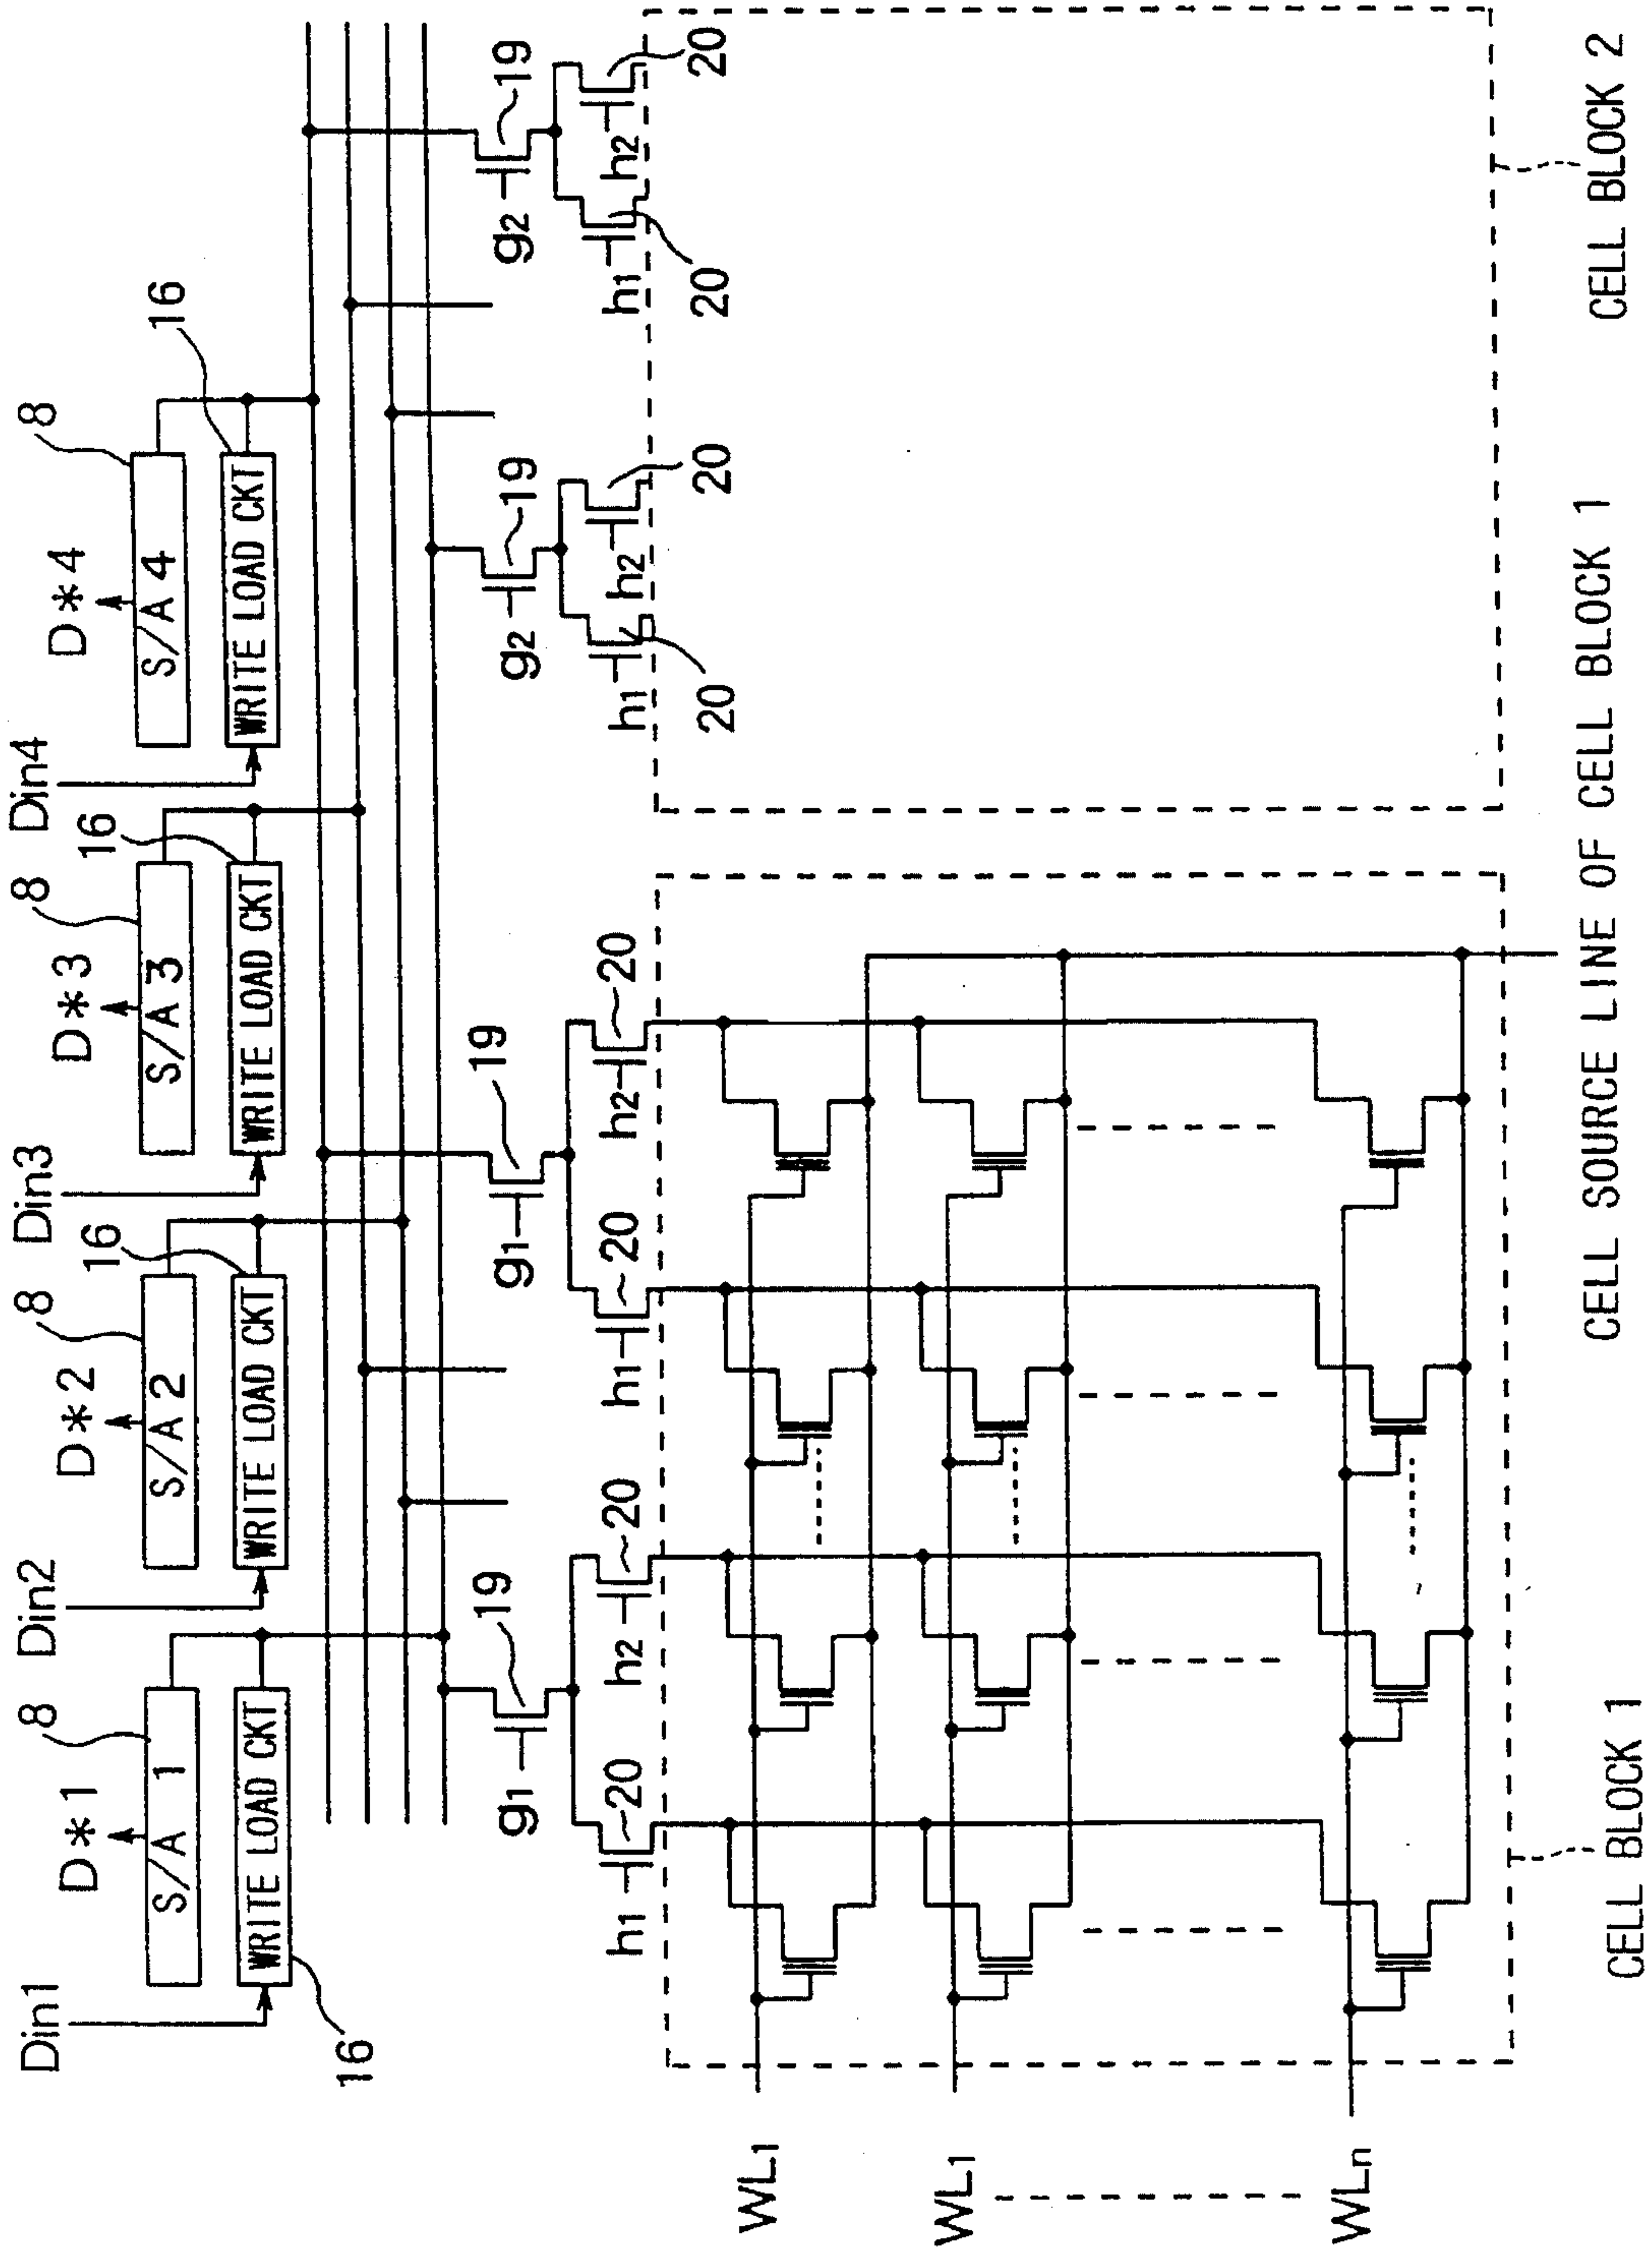 Din1
Din2
Din3
Din4
D*1
D*2
D*3
D*4
8
8
8
8
S/A 1
S/A 2
S/A 3
S/A 4
WRITE LOAD CKT
WRITE LOAD CKT
WRITE LOAD CKT
WRITE LOAD CKT
16
16
16
16
g1
19
g1
19
g2
19
g2
19
h1
20
h2
20
h1
20
h2
20
h1
20
h2
20
h1
20
h2
20
WL1
WL1
WLn
CELL BLOCK 1
CELL SOURCE LINE OF CELL BLOCK 1
CELL BLOCK 2